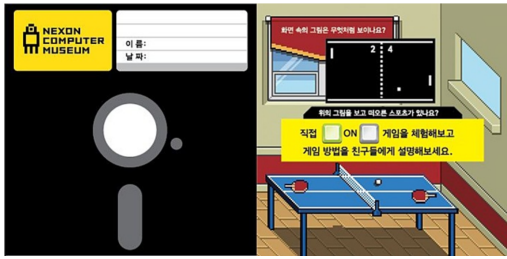 NEXON
COMPUTER
MUSEUM
이 름:
날 짜:
화면 속의 그림은 무엇처럼 보이나요?
2 4
위의 그림을 보고 떠오른 스포츠가 있나요?
직접 ON 게임을 체험해보고
게임 방법을 친구들에게 설명해보세요.